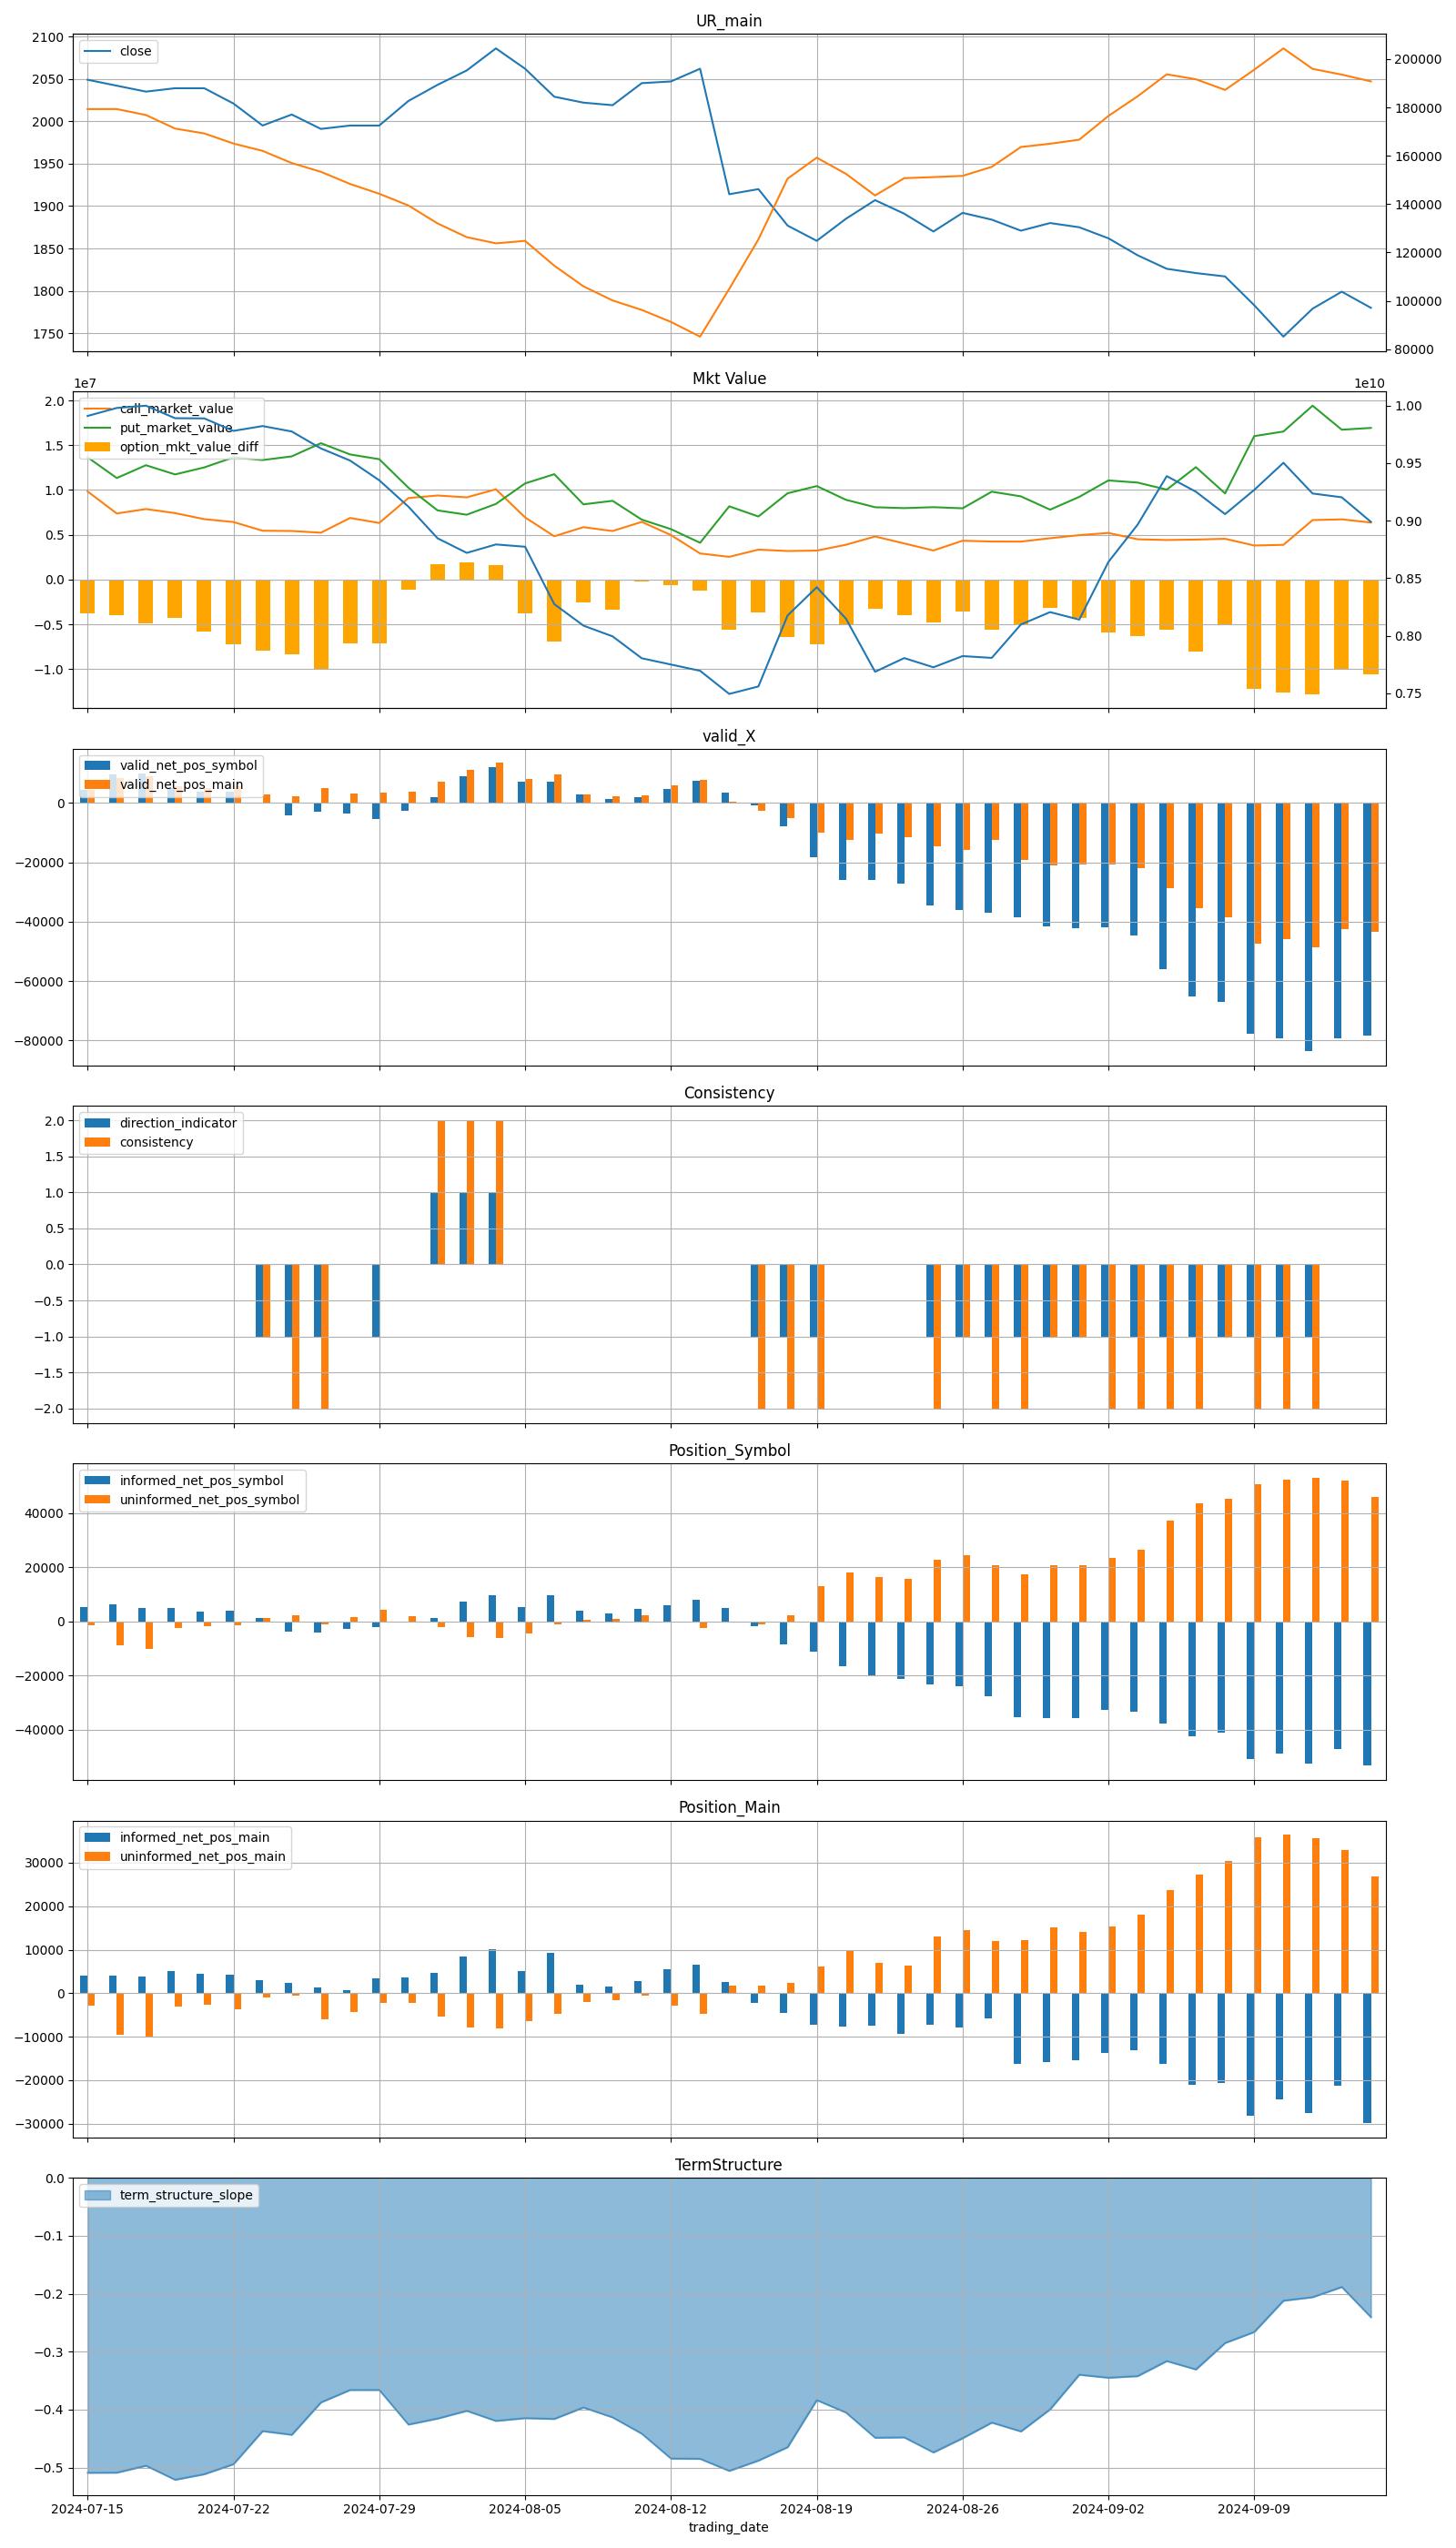 UR_main
close
2100
2050
2000
1950
1900
1850
1800
1750
200000
180000
160000
140000
120000
100000
80000
Mkt Value
1e7
1e10
call_market_value
put_market_value
option_mkt_value_diff
2.0
1.5
1.0
0.5
0.0
−0.5
−1.0
1.00
0.95
0.90
0.85
0.80
0.75
valid_X
valid_net_pos_symbol
valid_net_pos_main
0
−20000
−40000
−60000
−80000
Consistency
direction_indicator
consistency
2.0
1.5
1.0
0.5
0.0
−0.5
−1.0
−1.5
−2.0
Position_Symbol
informed_net_pos_symbol
uninformed_net_pos_symbol
40000
20000
0
−20000
−40000
Position_Main
informed_net_pos_main
uninformed_net_pos_main
30000
20000
10000
0
−10000
−20000
−30000
TermStructure
term_structure_slope
0.0
−0.1
−0.2
−0.3
−0.4
−0.5
2024-07-15 2024-07-22 2024-07-29 2024-08-05 2024-08-12 2024-08-19 2024-08-26 2024-09-02 2024-09-09
trading_date